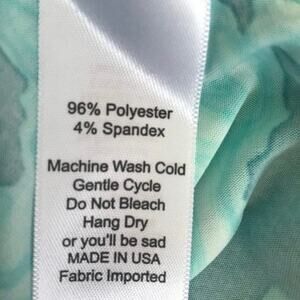 96% Polyester
4% Spandex
Machine Wash Cold
Gentle Cycle
Do Not Bleach
Hang Dry
or you'll be sad
MADE IN USA
Fabric Imported